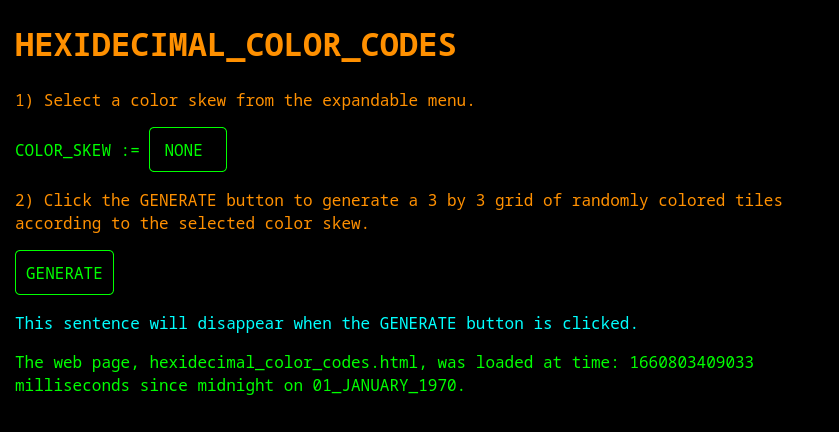 HEXIDECIMAL_COLOR_CODES
1) Select a color skew from the expandable menu.
COLOR_SKEW := NONE
2) Click the GENERATE button to generate a 3 by 3 grid of randomly colored tiles
according to the selected color skew.
GENERATE
This sentence will disappear when the GENERATE button is clicked.
The web page, hexidecimal_color_codes.html, was loaded at time: 1660803409033
milliseconds since midnight on 01_JANUARY_1970.